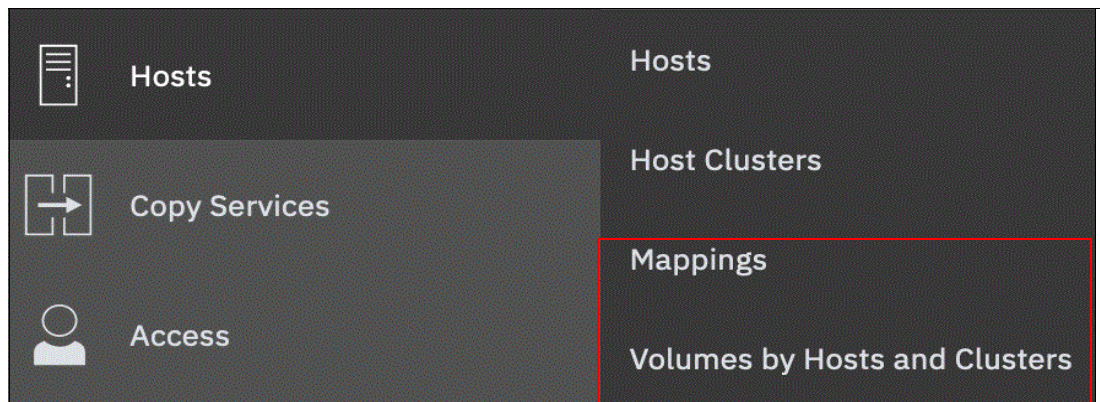 Hosts
Copy Services
Access
Hosts
Host Clusters
Mappings
Volumes by Hosts and Clusters